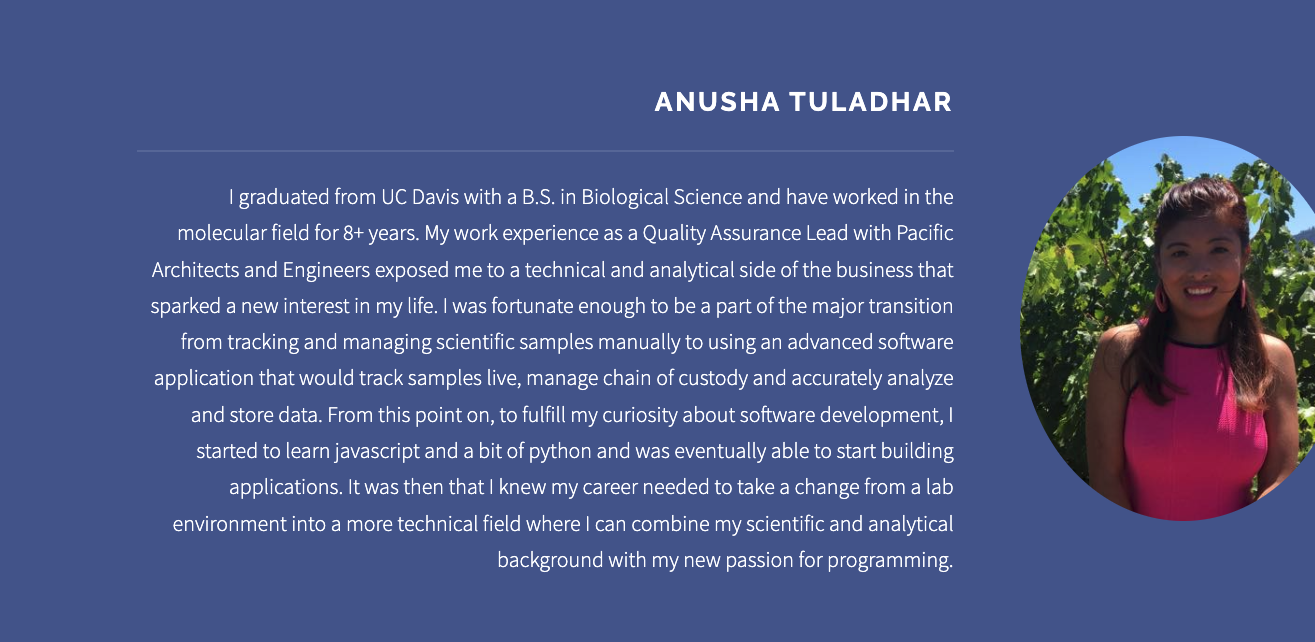 ANUSHA TULADHAR
I graduated from UC Davis with a B.S. in Biological Science and have worked in the
molecular field for 8+ years. My work experience as a Quality Assurance Lead with Pacific
Architects and Engineers exposed me to a technical and analytical side of the business that
sparked a new interest in my life. I was fortunate enough to be a part of the major transition
from tracking and managing scientific samples manually to using an advanced software
application that would track samples live, manage chain of custody and accurately analyze
and store data. From this point on, to fulfill my curiosity about software development, I
started to learn javascript and a bit of python and was eventually able to start building
applications. It was then that I knew my career needed to take a change from a lab
environment into a more technical field where I can combine my scientific and analytical
background with my new passion for programming.